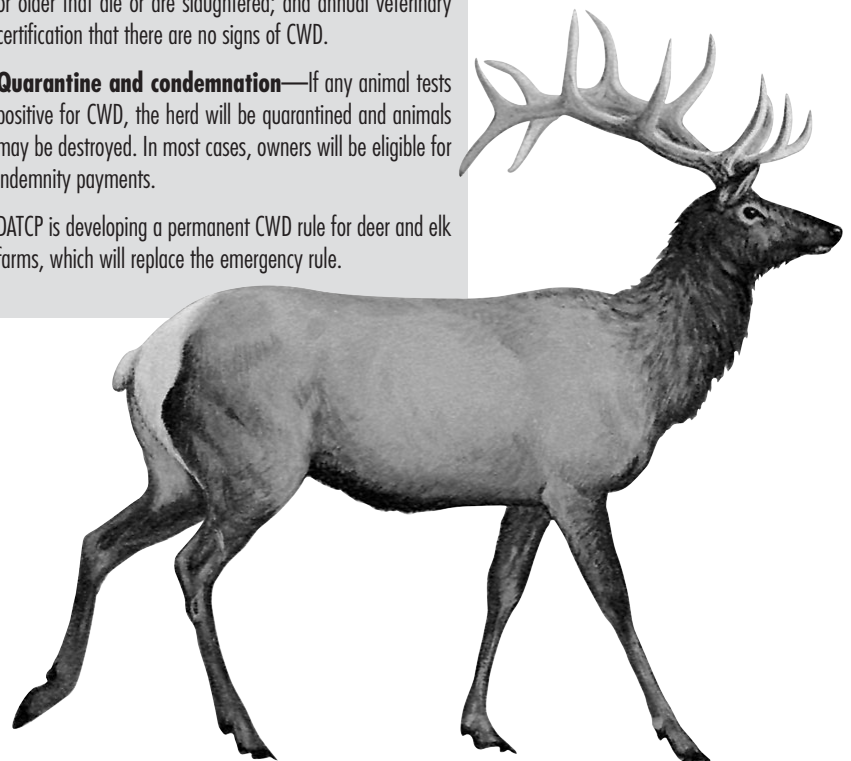 or older that die or are slaughtered; and annual veterinary
certification that there are no signs of CWD.
Quarantine and condemnation—If any animal tests
positive for CWD, the herd will be quarantined and animals
may be destroyed. In most cases, owners will be eligible for
indemnity payments.
DATCP is developing a permanent CWD rule for deer and elk
farms, which will replace the emergency rule.